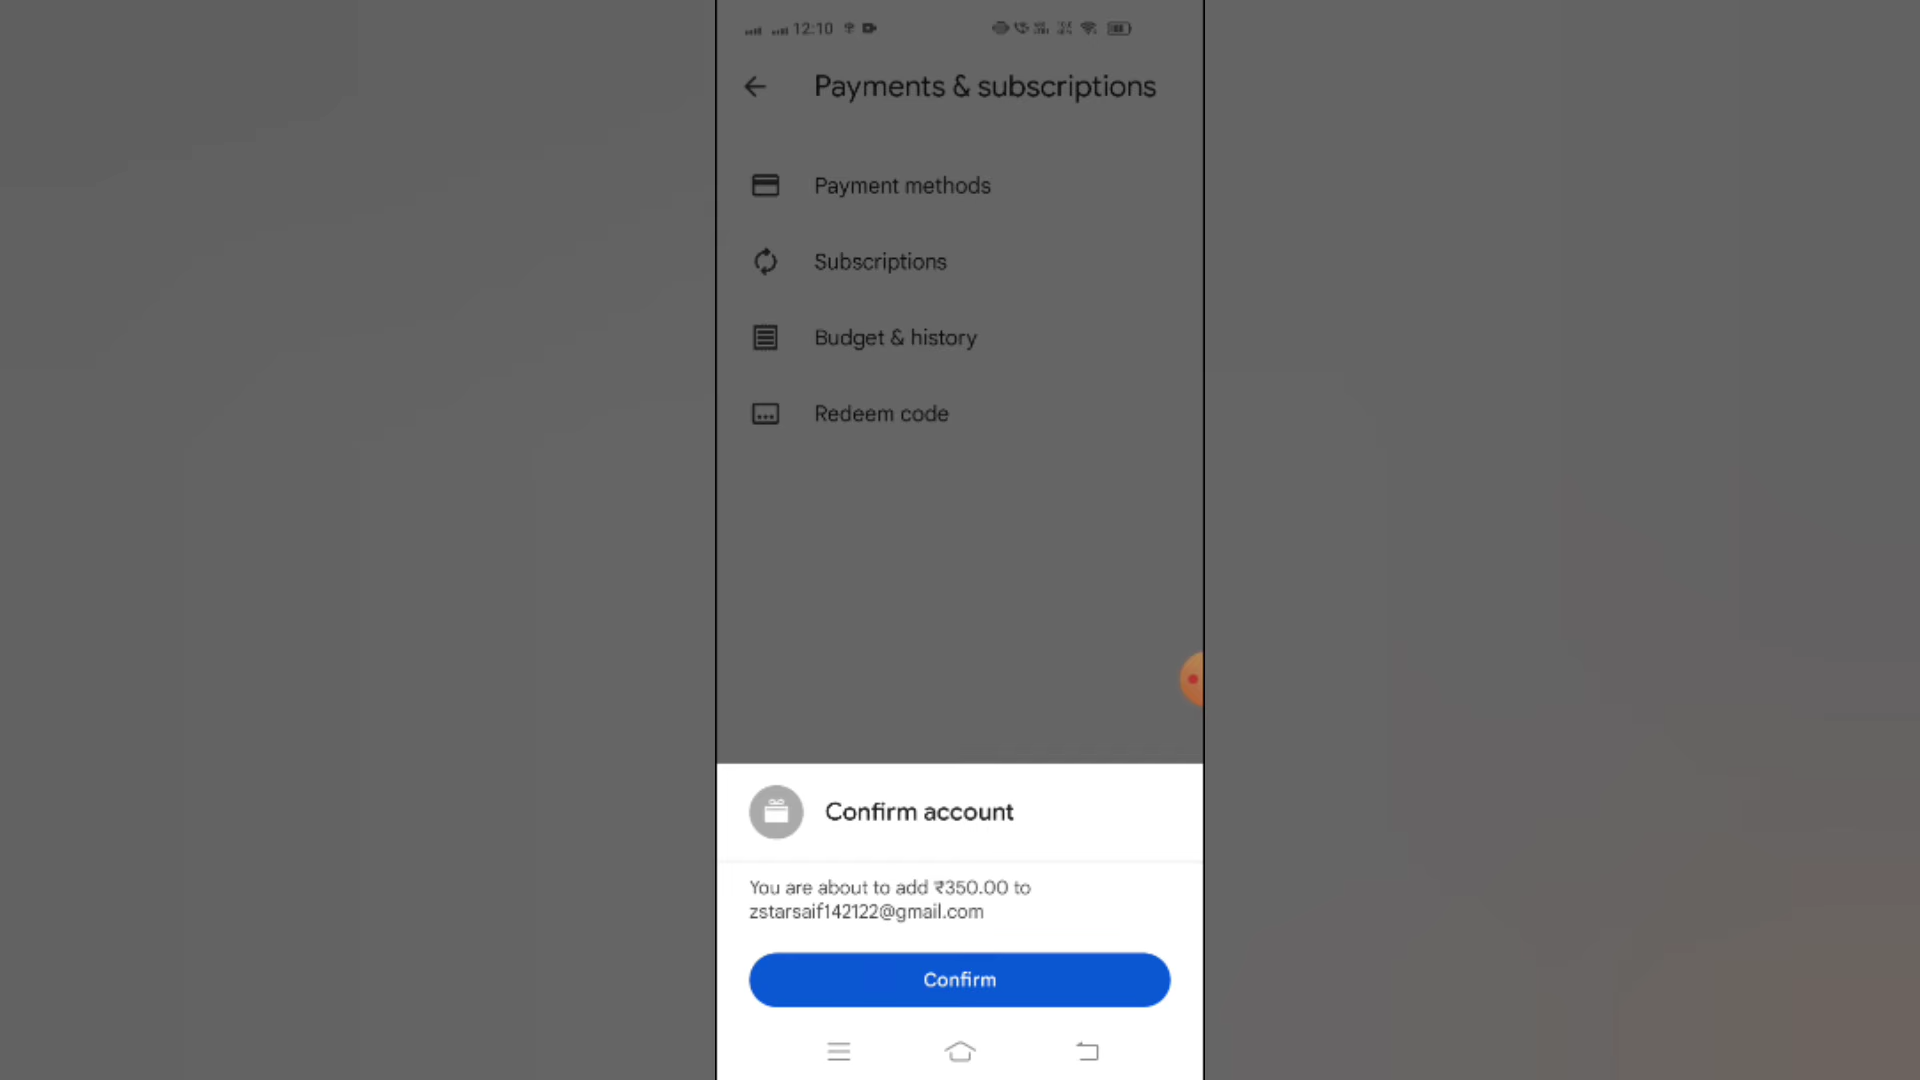 12:10
Payments & subscriptions
Payment methods
Subscriptions
Budget & history
Redeem code
Confirm account
You are about to add ₹350.00 to
zstarsaif142122@gmail.com
Confirm